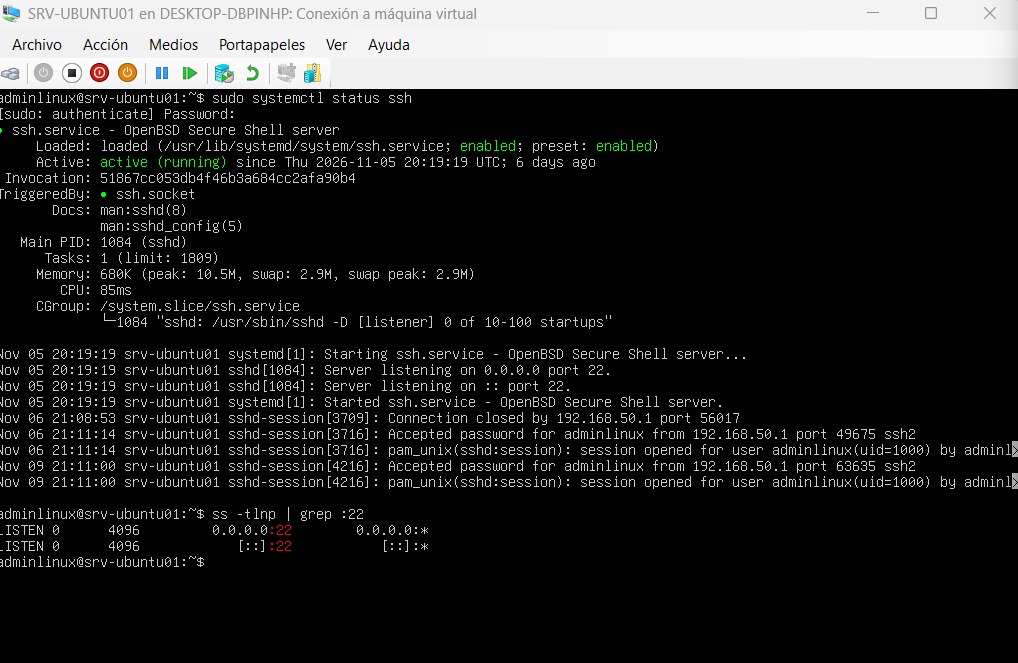 SRV-UBUNTU01 en DESKTOP-DBPINHP: Conexión a máquina virtual
Archivo Acción Medios Portapapeles Ver Ayuda
adminlinux@srv-ubuntu01:~$ sudo systemctl status ssh
[sudo: authenticate] Password:
● ssh.service - OpenBSD Secure Shell server
Loaded: loaded (/usr/lib/systemd/system/ssh.service; enabled; preset: enabled)
Active: active (running) since Thu 2026-11-05 20:19:19 UTC; 6 days ago
Invocation: 51867cc053db4f46b3a684cc2afa90b4
TriggeredBy: ● ssh.socket
Docs: man:sshd(8)
man:sshd_config(5)
Main PID: 1084 (sshd)
Tasks: 1 (limit: 1809)
Memory: 680K (peak: 10.5M, swap: 2.9M, swap peak: 2.9M)
CPU: 85ms
CGroup: /system.slice/ssh.service
└─1084 "sshd: /usr/sbin/sshd -D [listener] 0 of 10-100 startups"
Nov 05 20:19:19 srv-ubuntu01 systemd[1]: Starting ssh.service - OpenBSD Secure Shell server...
Nov 05 20:19:19 srv-ubuntu01 sshd[1084]: Server listening on 0.0.0.0 port 22.
Nov 05 20:19:19 srv-ubuntu01 sshd[1084]: Server listening on :: port 22.
Nov 05 20:19:19 srv-ubuntu01 systemd[1]: Started ssh.service - OpenBSD Secure Shell server.
Nov 06 21:08:53 srv-ubuntu01 sshd-session[3709]: Connection closed by 192.168.50.1 port 56017
Nov 06 21:11:14 srv-ubuntu01 sshd-session[3716]: Accepted password for adminlinux from 192.168.50.1 port 49675 ssh2
Nov 06 21:11:14 srv-ubuntu01 sshd-session[3716]: pam_unix(sshd:session): session opened for user adminlinux(uid=1000) by adminl>
Nov 09 21:11:00 srv-ubuntu01 sshd-session[4216]: Accepted password for adminlinux from 192.168.50.1 port 63635 ssh2
Nov 09 21:11:00 srv-ubuntu01 sshd-session[4216]: pam_unix(sshd:session): session opened for user adminlinux(uid=1000) by adminl>
adminlinux@srv-ubuntu01:~$ ss -tlnp | grep :22
LISTEN 0 4096 0.0.0.0:22 0.0.0.0:*
LISTEN 0 4096 [::]:22 [::]:*
adminlinux@srv-ubuntu01:~$